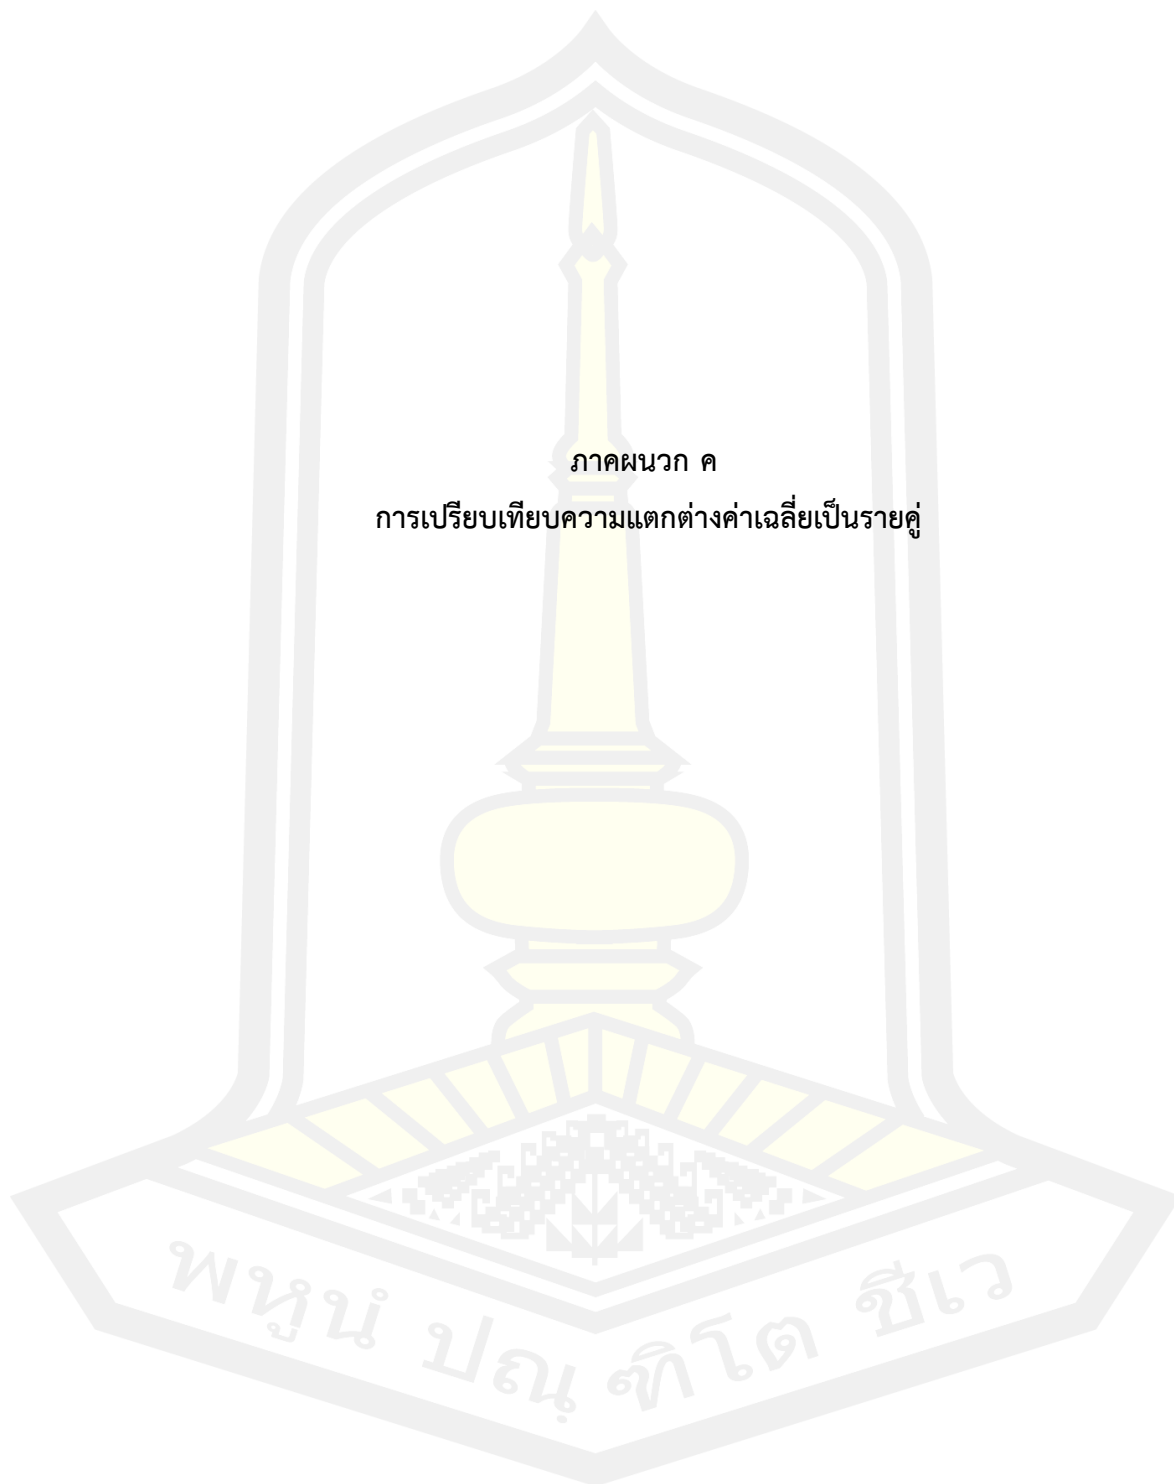 ภาคผนวก ค
การเปรียบเทียบความแตกต่างค่าเฉลี่ยเป็นรายคู่
พหูนํ ปณฺฑิโต ชีเว